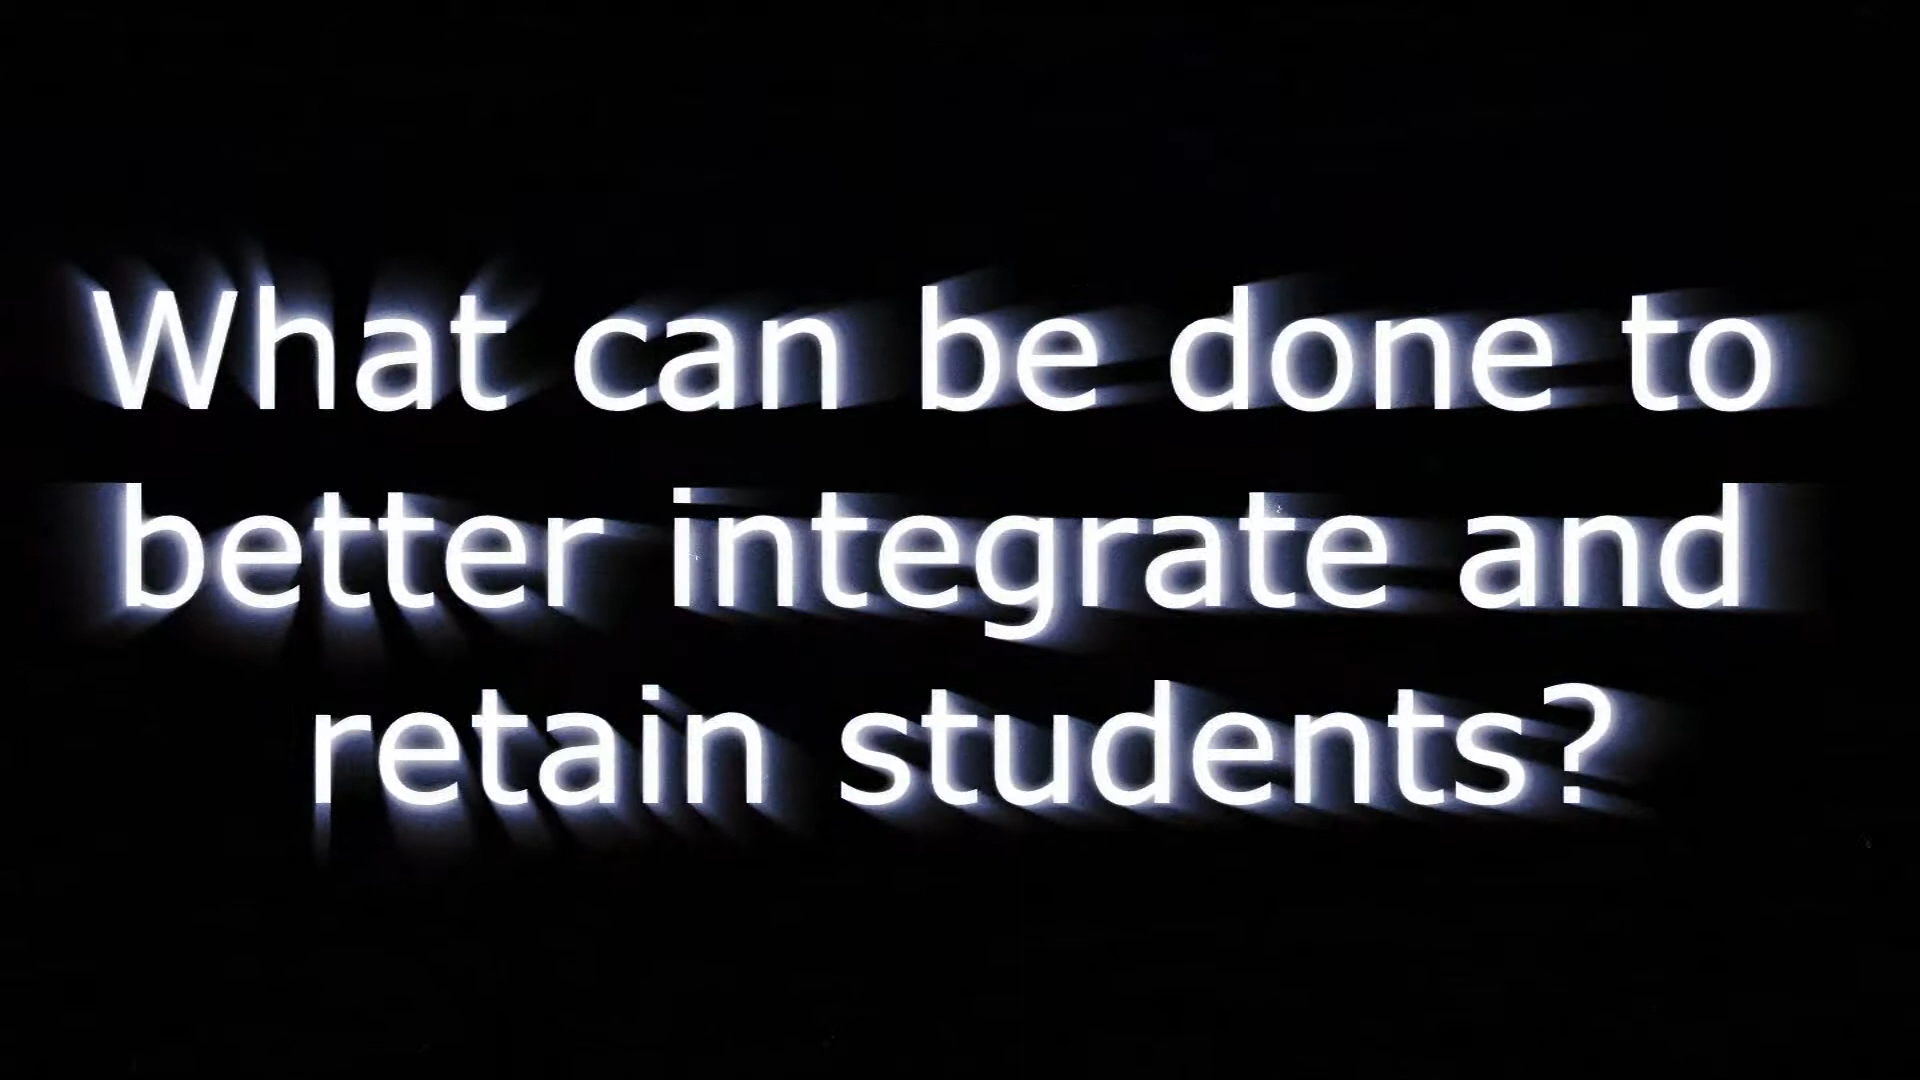 What can be done to
better integrate and
retain students?